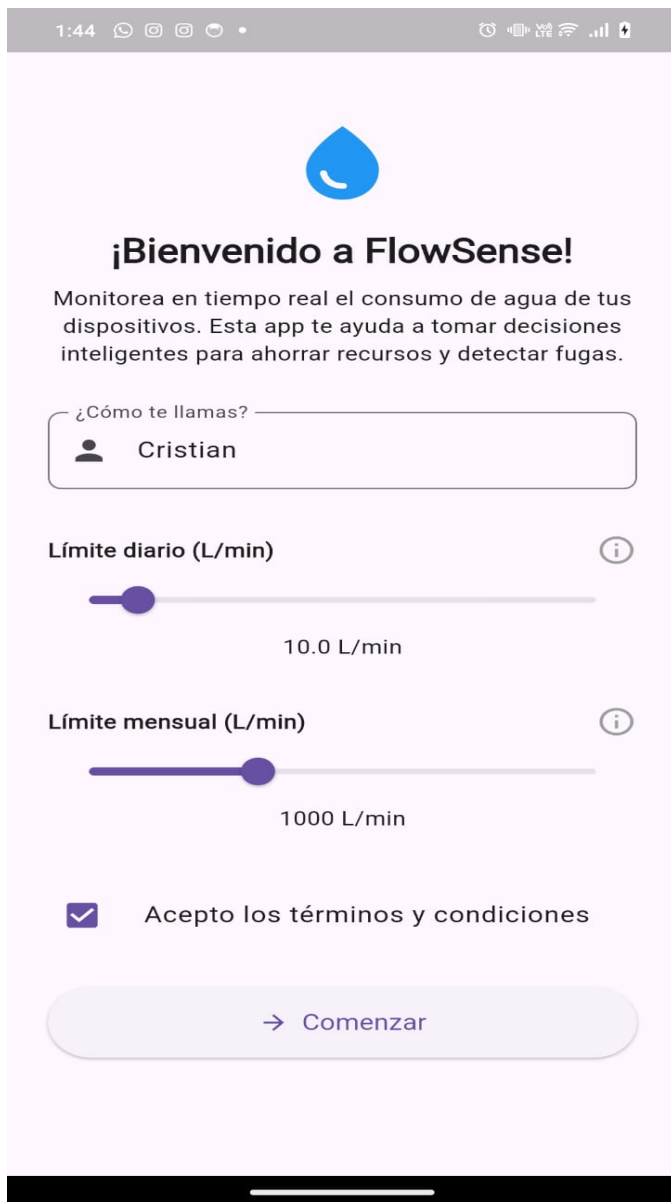 1:44
Vo)) LTE
¡Bienvenido a FlowSense!
Monitorea en tiempo real el consumo de agua de tus
dispositivos. Esta app te ayuda a tomar decisiones
inteligentes para ahorrar recursos y detectar fugas.
¿Cómo te llamas?
Cristian
Límite diario (L/min)
10.0 L/min
Límite mensual (L/min)
1000 L/min
Acepto los términos y condiciones
→ Comenzar